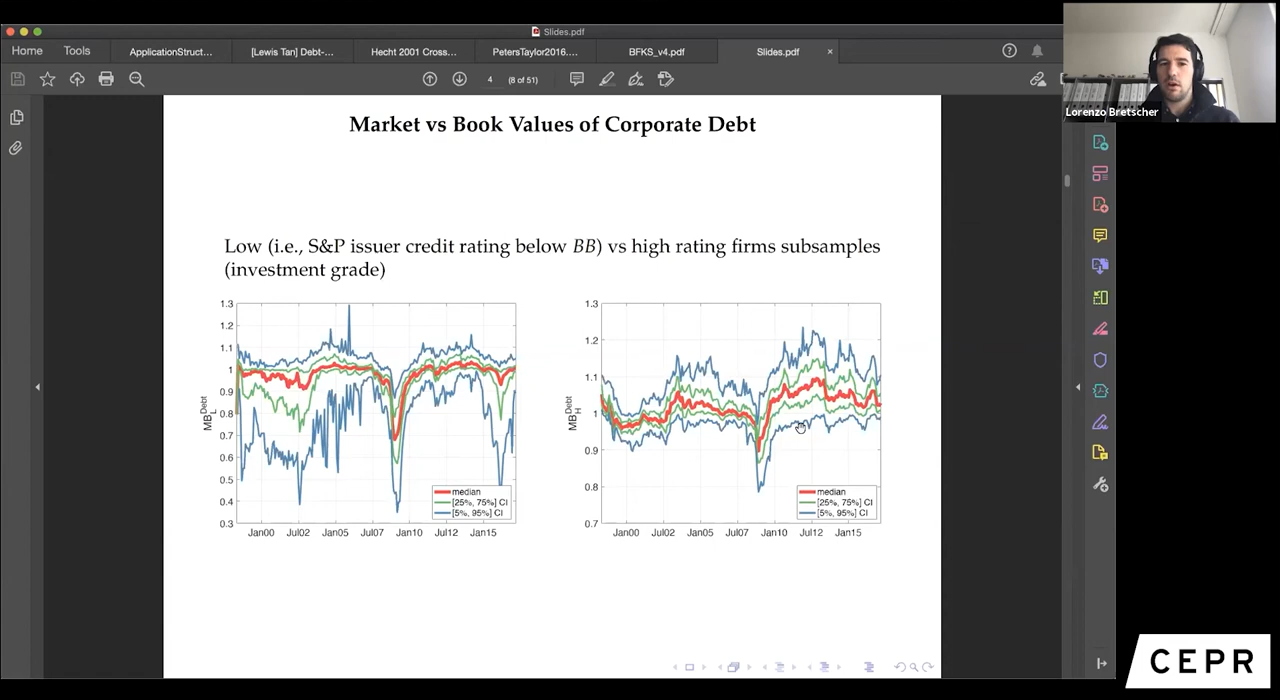 Slides.pdf
Home
Tools
ApplicationStruct...
[Lewis Tan] Debt-...
Hecht 2001 Cross...
PetersTaylor2016....
BFKS_v4.pdf
Slides.pdf
×
4
(8 of 51)
Lorenzo Bretscher
Market vs Book Values of Corporate Debt
Low (i.e., S&P issuer credit rating below BB) vs high rating firms subsamples
(investment grade)
1.3
1.2
1.1
1
0.9
0.8
0.7
0.6
0.5
0.4
0.3
median
[25%, 75%] CI
[5%, 95%] CI
Jan00 Jul02 Jan05 Jul07 Jan10 Jul12 Jan15
MB_H^Debt
1.3
1.2
1.1
1
0.9
0.8
0.7
median
[25%, 75%] CI
[5%, 95%] CI
Jan00 Jul02 Jan05 Jul07 Jan10 Jul12 Jan15
CEPR